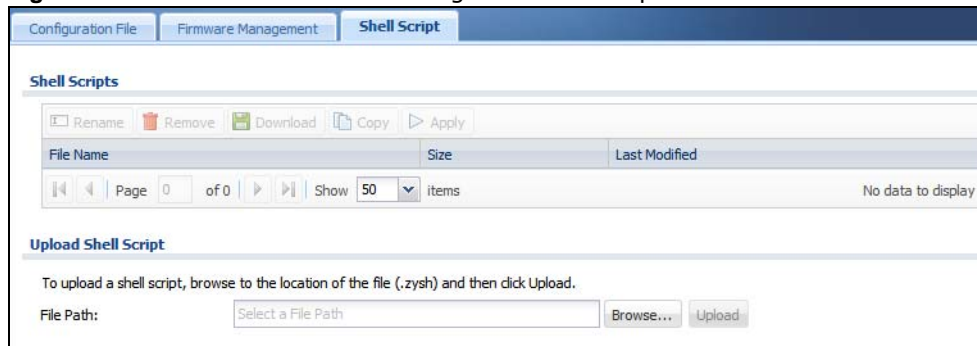 Configuration File Firmware Management Shell Script
Shell Scripts
Rename Remove Download Copy Apply
File Name Size Last Modified
Page 0 of 0 Show 50 items No data to display
Upload Shell Script
To upload a shell script, browse to the location of the file (.zysh) and then click Upload.
File Path: Select a File Path Browse... Upload